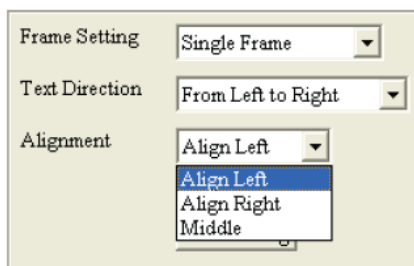 Frame Setting Single Frame
Text Direction From Left to Right
Alignment Align Left
Align Left
Align Right
Middle